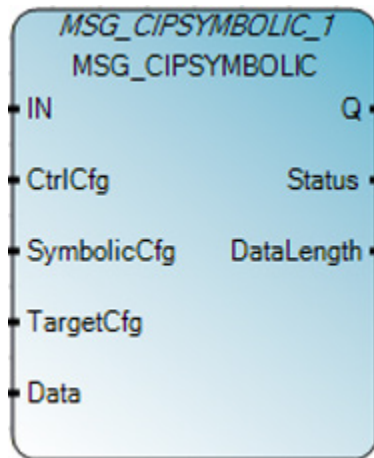 MSG_CIPSYMBOLIC_1
MSG_CIPSYMBOLIC
IN Q
CtrlCfg Status
SymbolicCfg DataLength
TargetCfg
Data